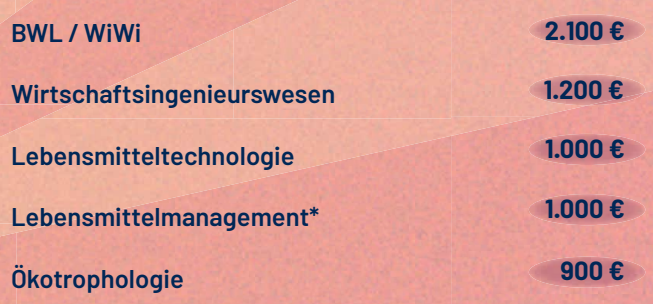 BWL / WiWi 2.100 €
Wirtschaftsingenieurswesen 1.200 €
Lebensmitteltechnologie 1.000 €
Lebensmittelmanagement* 1.000 €
Ökotrophologie 900 €